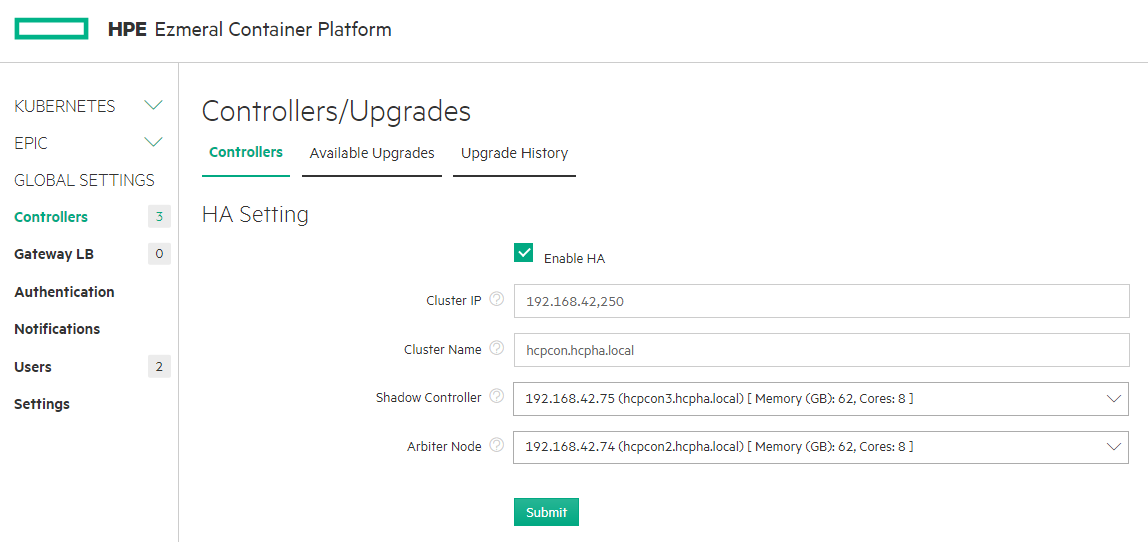 HPE Ezmeral Container Platform
KUBERNETES
EPIC
GLOBAL SETTINGS
Controllers 3
Gateway LB 0
Authentication
Notifications
Users 2
Settings
Controllers/Upgrades
Controllers Available Upgrades Upgrade History
HA Setting
Enable HA
Cluster IP ? 192.168.42,250
Cluster Name ? hcpcon.hcpha.local
Shadow Controller ? 192.168.42.75 (hcpcon3.hcpha.local) [ Memory (GB): 62, Cores: 8 ]
Arbiter Node ? 192.168.42.74 (hcpcon2.hcpha.local) [ Memory (GB): 62, Cores: 8 ]
Submit